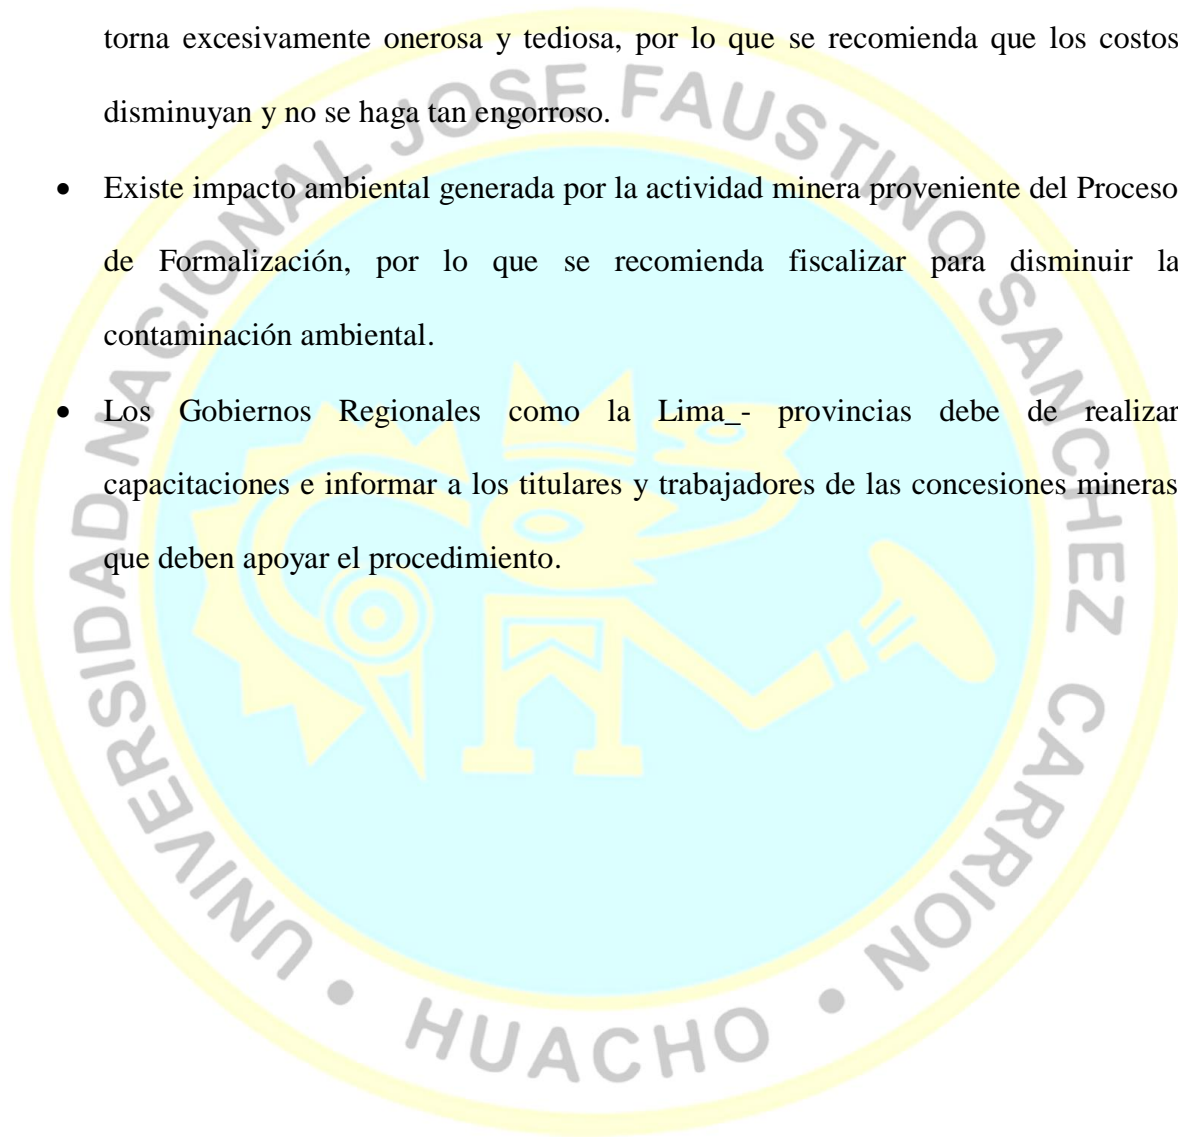 torna excesivamente onerosa y tediosa, por lo que se recomienda que los costos
disminuyan y no se haga tan engorroso.
• Existe impacto ambiental generada por la actividad minera proveniente del Proceso
de Formalización, por lo que se recomienda fiscalizar para disminuir la
contaminación ambiental.
• Los Gobiernos Regionales como la Lima_- provincias debe de realizar
capacitaciones e informar a los titulares y trabajadores de las concesiones mineras
que deben apoyar el procedimiento.
UNIVERSIDAD NACIONAL JOSE FAUSTINO SANCHEZ CARRION • HUACHO •